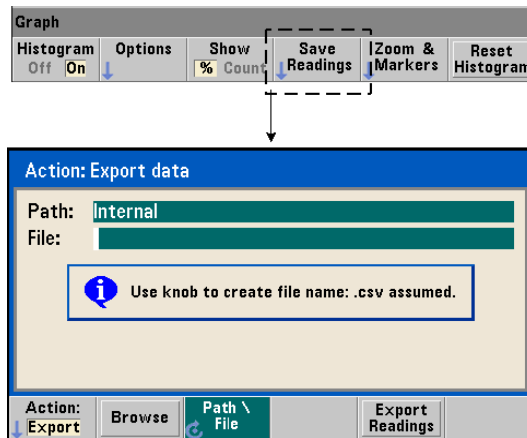 Graph
Histogram Options Show Save Zoom & Reset
Off On % Count Readings Markers Histogram
Action: Export data
Path: Internal
File:
i Use knob to create file name: .csv assumed.
Action: Browse Path \ Export
Export File Readings